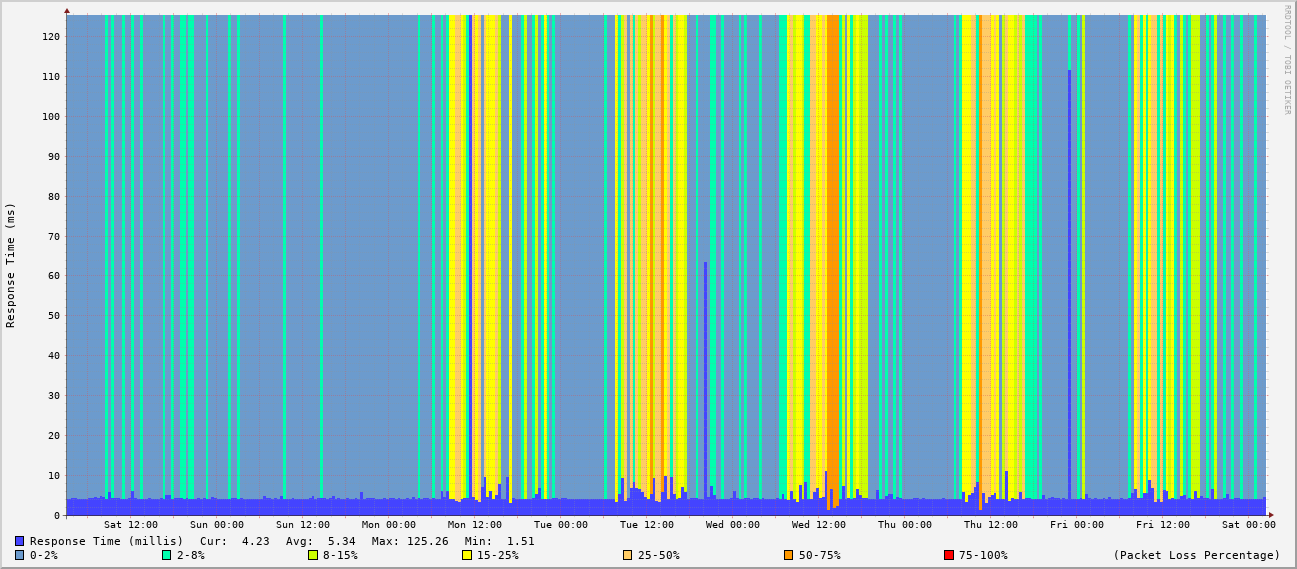 RRDTOOL / TOBI OETIKER
Response Time (ms)
120
110
100
90
80
70
60
50
40
30
20
10
0
Sat 12:00 Sun 00:00 Sun 12:00 Mon 00:00 Mon 12:00 Tue 00:00 Tue 12:00 Wed 00:00 Wed 12:00 Thu 00:00 Thu 12:00 Fri 00:00 Fri 12:00 Sat 00:00
Response Time (millis) Cur: 4.23 Avg: 5.34 Max: 125.26 Min: 1.51
0-2% 2-8% 8-15% 15-25% 25-50% 50-75% 75-100% (Packet Loss Percentage)